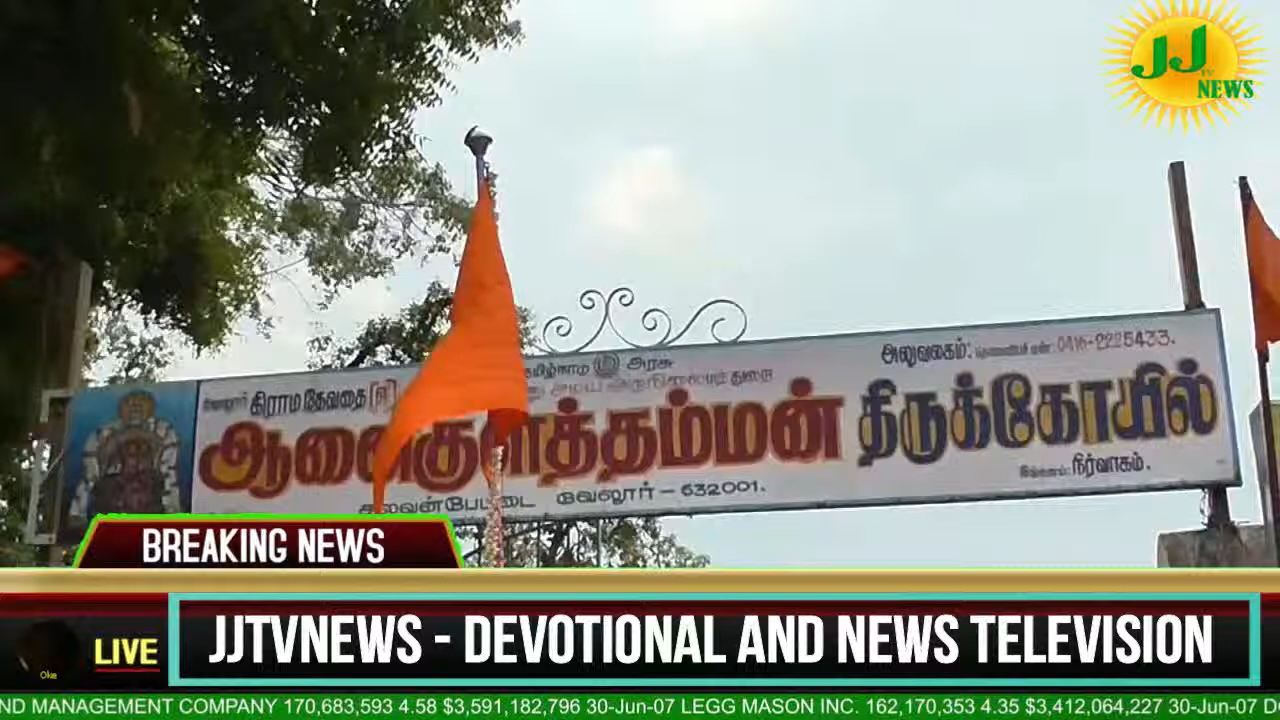 JJ
TV
NEWS
தமிழ்நாடு அரசு
அலுவலகம்: 0416-2225433.
கிராம தேவதை
ஆனைகுளத்தம்மன் திருக்கோயில்
வேலூர் - 632001.
நிர்வாகம்.
BREAKING NEWS
LIVE
JJTVNEWS - DEVOTIONAL AND NEWS TELEVISION
ND MANAGEMENT COMPANY 170,683,593 4.58 $3,591,182,796 30-Jun-07 LEGG MASON INC. 162,170,353 4.35 $3,412,064,227 30-Jun-07